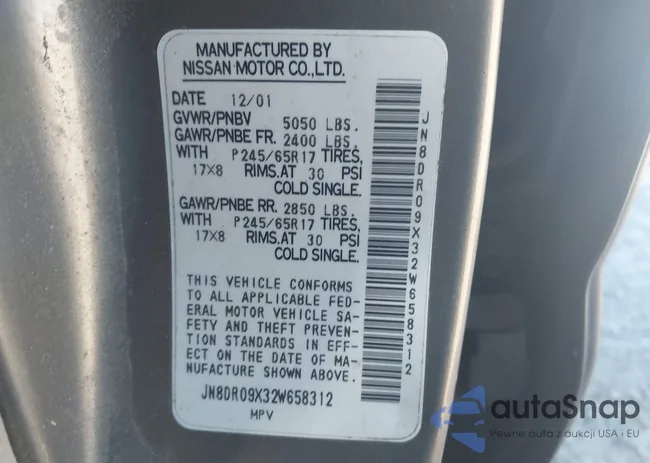 MANUFACTURED BY
NISSAN MOTOR CO.,LTD.
DATE 12/01
GVWR/PNBV 5050 LBS.
GAWR/PNBE FR. 2400 LBS.
WITH P245/65R17 TIRES,
17X8 RIMS.AT 30 PSI
COLD SINGLE.
GAWR/PNBE RR. 2850 LBS.
WITH P245/65R17 TIRES,
17X8 RIMS.AT 30 PSI
COLD SINGLE.
THIS VEHICLE CONFORMS
TO ALL APPLICABLE FED-
ERAL MOTOR VEHICLE SA-
FETY AND THEFT PREVEN-
TION STANDARDS IN EFF-
ECT ON THE DATE OF MA-
NUFACTURE SHOWN ABOVE.
JN8DR09X32W658312
MPV
JN8DR09X32W658312
autoSnap
Pewne auto z aukcji USA i EU